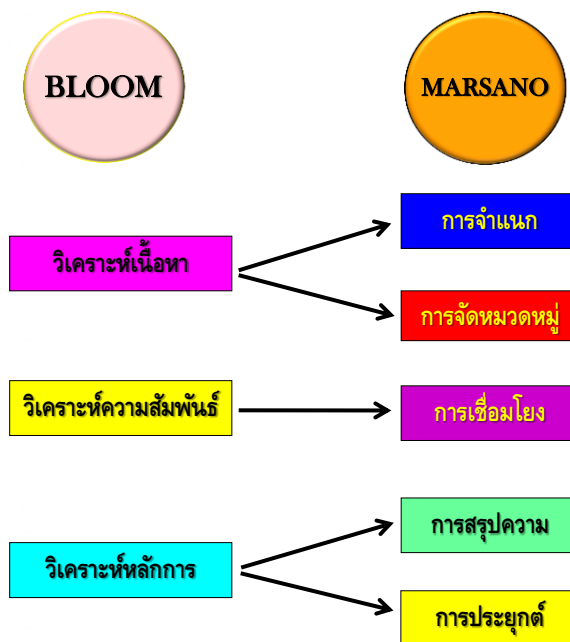 BLOOM
MARSANO
วิเคราะห์เนื้อหา
การจำแนก
การจัดหมวดหมู่
วิเคราะห์ความสัมพันธ์
การเชื่อมโยง
วิเคราะห์หลักการ
การสรุปความ
การประยุกต์